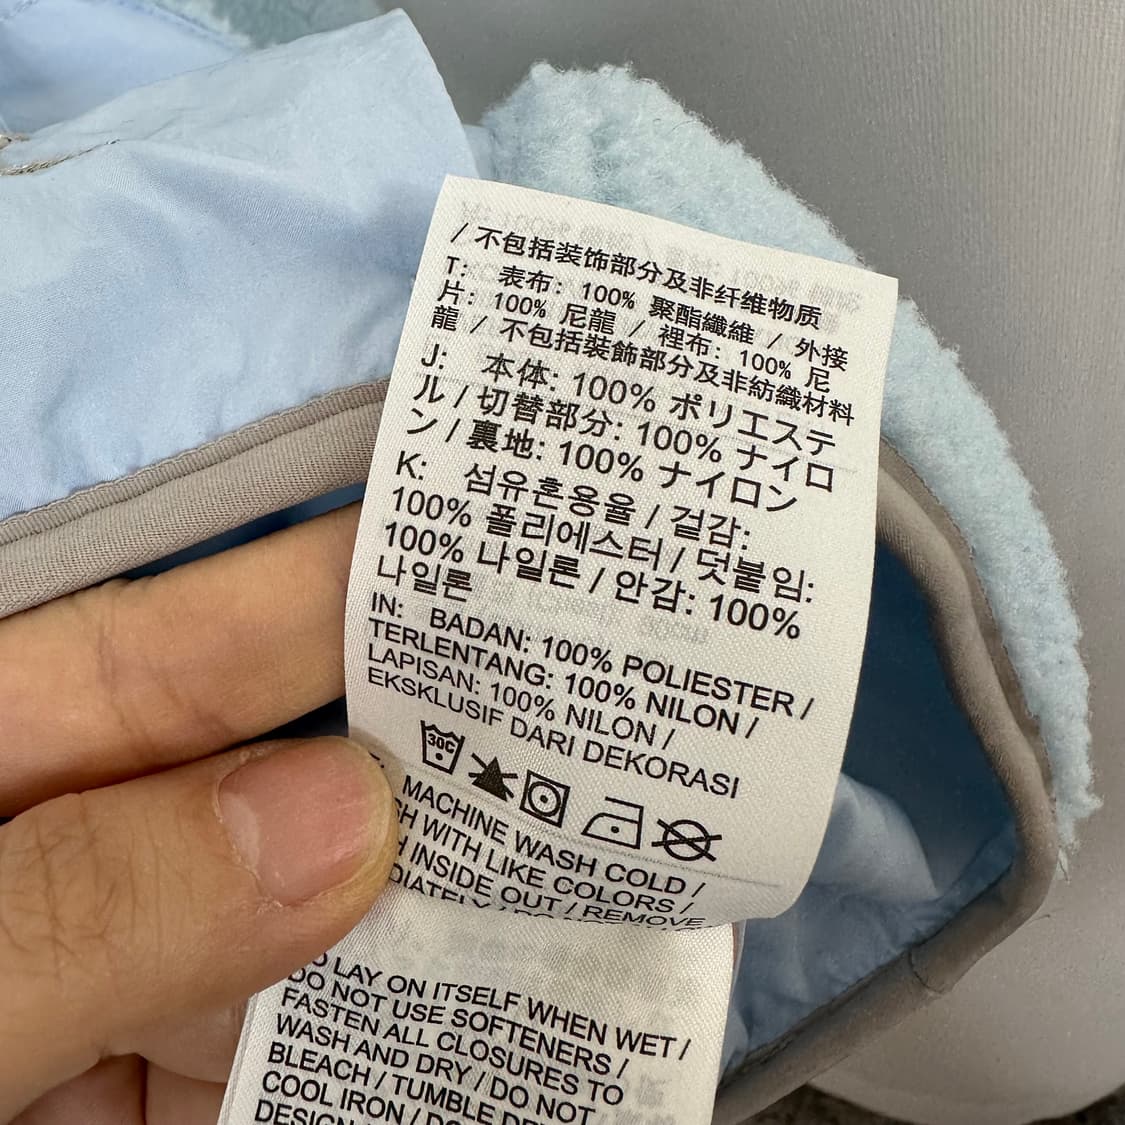 / 不包括装饰部分及非纤维物质
T: 表布: 100% 聚酯纖維 / 外接
片: 100% 尼龍 / 裡布: 100% 尼
龍 / 不包括裝飾部分及非紡織材料
J: 本体: 100% ポリエステ
ル / 切替部分: 100% ナイロ
ン / 裏地: 100% ナイロン
K: 섬유혼용율 / 겉감:
100% 폴리에스터 / 덧붙임:
100% 나일론 / 안감: 100%
나일론
IN: BADAN: 100% POLIESTER /
TERLENTANG: 100% NILON /
LAPISAN: 100% NILON /
EKSKLUSIF DARI DEKORASI
30C
MACHINE WASH COLD /
WITH LIKE COLORS /
INSIDE OUT / REMOVE
LAY ON ITSELF WHEN WET /
DO NOT USE SOFTENERS /
FASTEN ALL CLOSURES TO
WASH AND DRY / DO NOT
BLEACH / TUMBLE
COOL IRON /